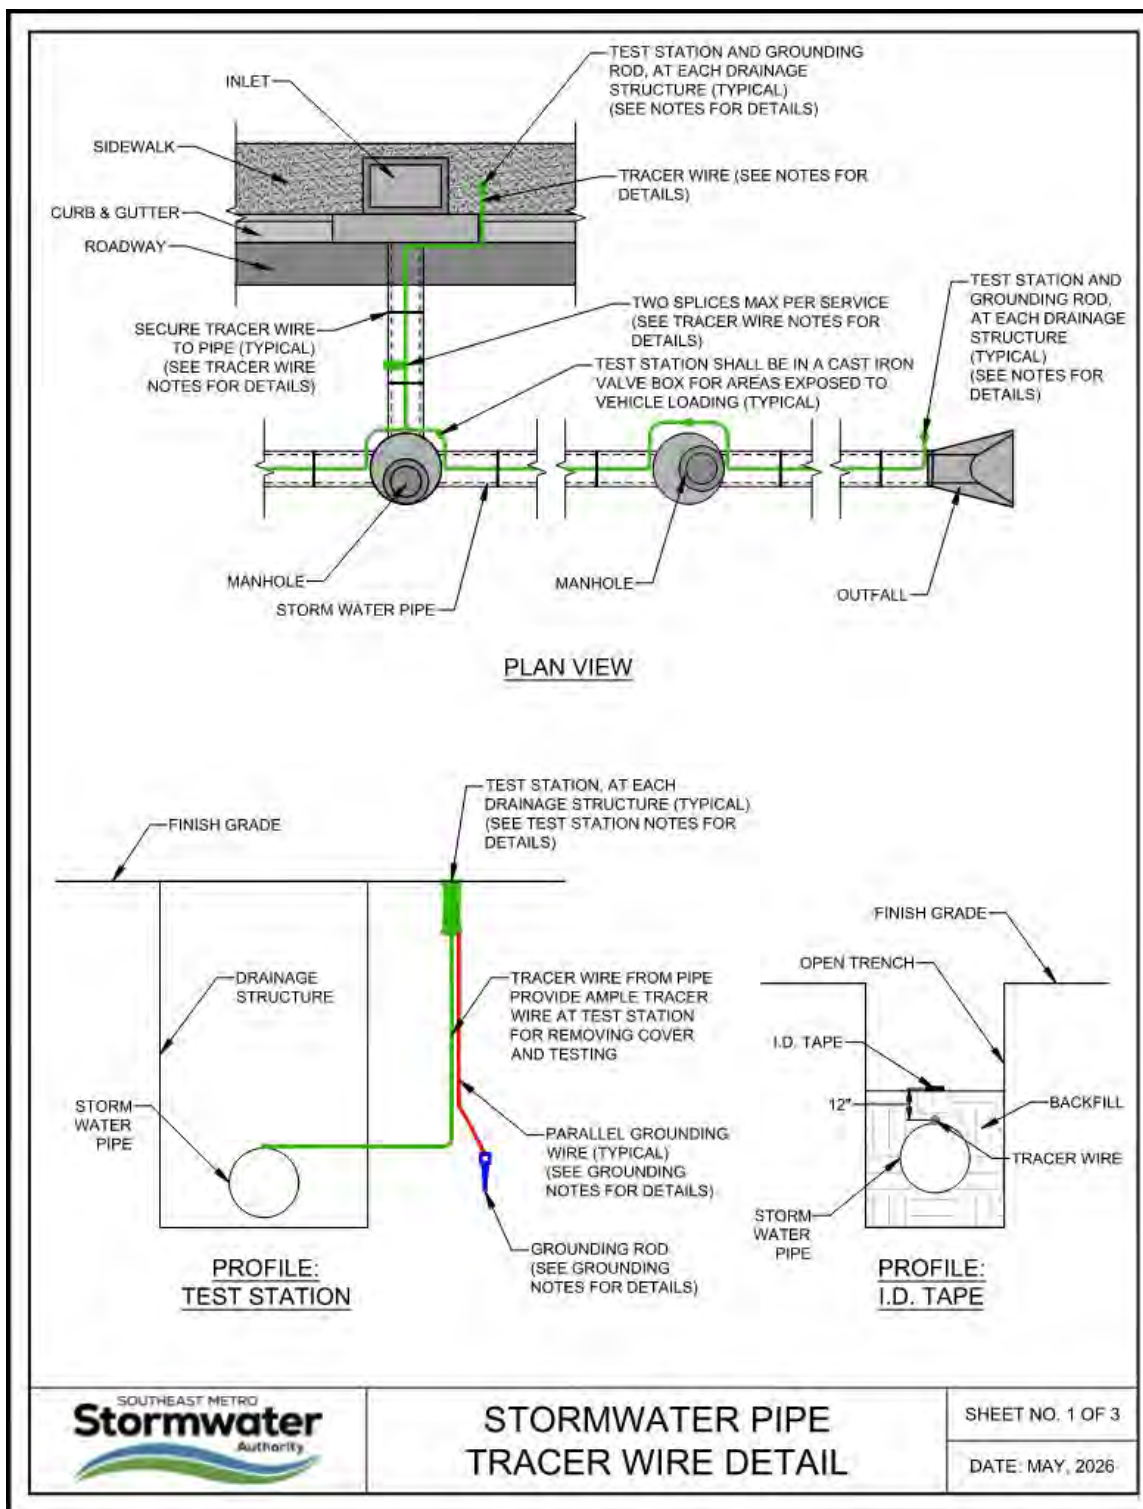 TEST STATION AND GROUNDING
ROD, AT EACH DRAINAGE
STRUCTURE (TYPICAL)
(SEE NOTES FOR DETAILS)
INLET
SIDEWALK
TRACER WIRE (SEE NOTES FOR
DETAILS)
CURB & GUTTER
ROADWAY
TEST STATION AND
GROUNDING ROD,
AT EACH DRAINAGE
STRUCTURE
(TYPICAL)
(SEE NOTES FOR
DETAILS)
TWO SPLICES MAX PER SERVICE
(SEE TRACER WIRE NOTES FOR
DETAILS)
SECURE TRACER WIRE
TO PIPE (TYPICAL)
(SEE TRACER WIRE
NOTES FOR DETAILS)
TEST STATION SHALL BE IN A CAST IRON
VALVE BOX FOR AREAS EXPOSED TO
VEHICLE LOADING (TYPICAL)
MANHOLE
STORM WATER PIPE
MANHOLE
OUTFALL
PLAN VIEW
TEST STATION, AT EACH
DRAINAGE STRUCTURE (TYPICAL)
(SEE TEST STATION NOTES FOR
DETAILS)
FINISH GRADE
DRAINAGE
STRUCTURE
TRACER WIRE FROM PIPE
PROVIDE AMPLE TRACER
WIRE AT TEST STATION
FOR REMOVING COVER
AND TESTING
STORM
WATER
PIPE
PARALLEL GROUNDING
WIRE (TYPICAL)
(SEE GROUNDING
NOTES FOR DETAILS)
GROUNDING ROD
(SEE GROUNDING
NOTES FOR DETAILS)
PROFILE:
TEST STATION
FINISH GRADE
OPEN TRENCH
I.D. TAPE
12"
BACKFILL
TRACER WIRE
STORM
WATER
PIPE
PROFILE:
I.D. TAPE
SOUTHEAST METRO
Stormwater
Authority
STORMWATER PIPE
TRACER WIRE DETAIL
SHEET NO. 1 OF 3
DATE: MAY, 2026